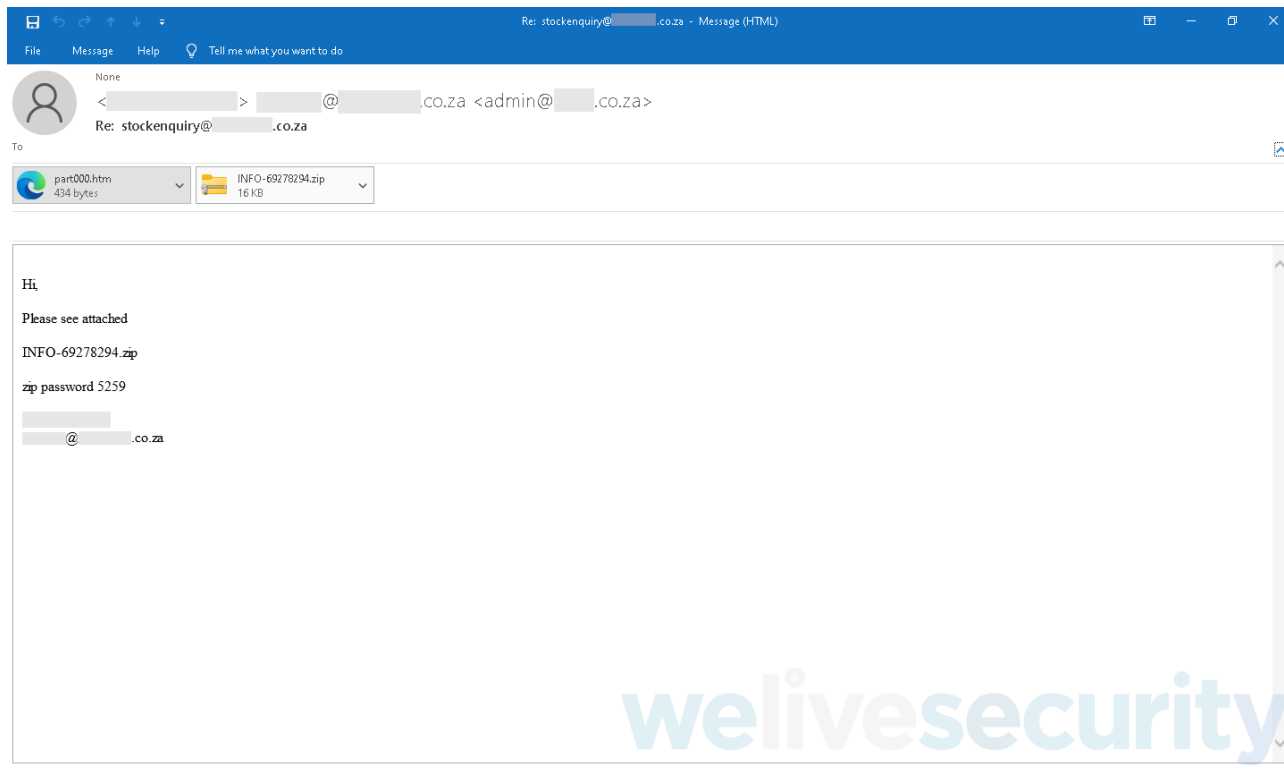 Re: stockenquiry@ .co.za - Message (HTML)
File Message Help Tell me what you want to do
None
< > @ .co.za <admin@ .co.za>
Re: stockenquiry@ .co.za
To
part000.htm
434 bytes
INFO-69278294.zip
16 KB
Hi,
Please see attached
INFO-69278294.zip
zip password 5259
@ .co.za
welivesecurity